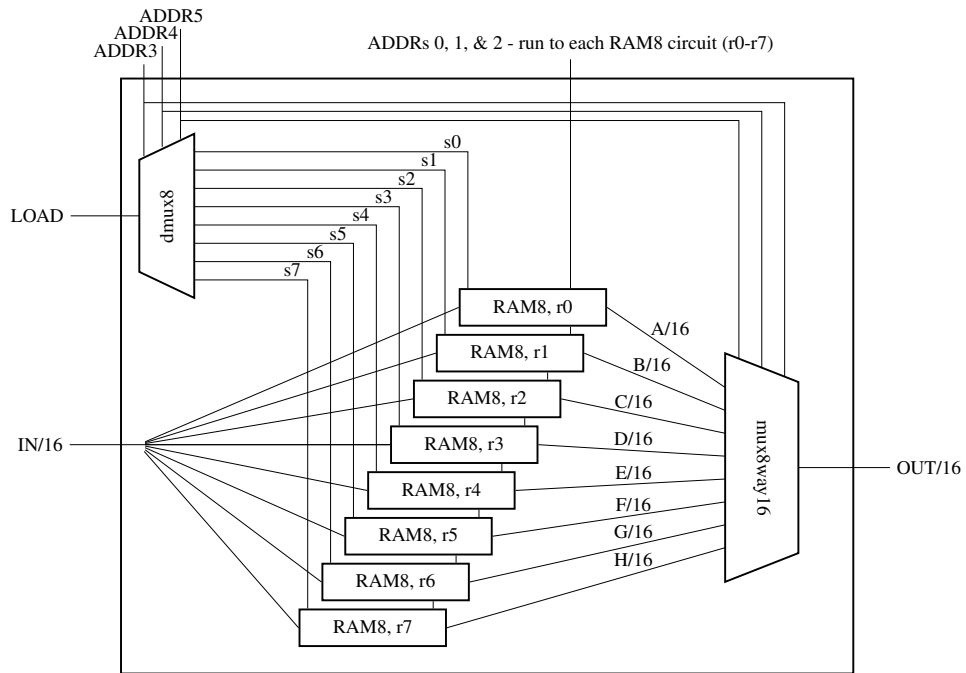 ADDR5
ADDR4
ADDR3
ADDRs 0, 1, & 2 - run to each RAM8 circuit (r0-r7)
s0
s1
s2
s3
s4
s5
s6
s7
dmux8
LOAD
RAM8, r0
RAM8, r1
RAM8, r2
RAM8, r3
RAM8, r4
RAM8, r5
RAM8, r6
RAM8, r7
A/16
B/16
C/16
D/16
E/16
F/16
G/16
H/16
IN/16
mux8way16
OUT/16